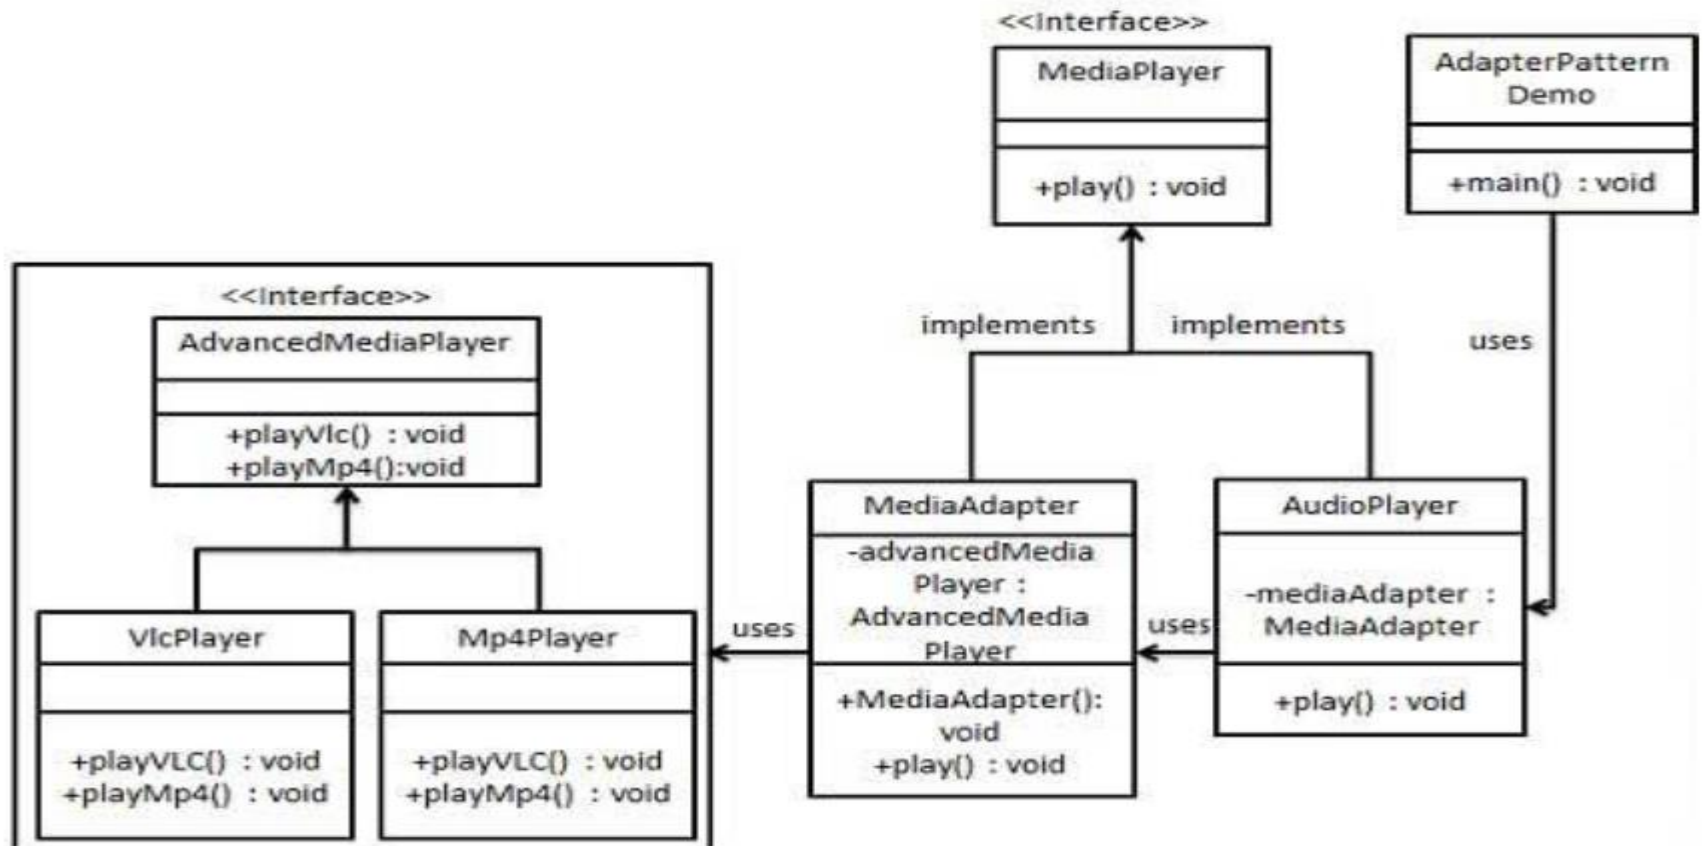 <<Interface>>
MediaPlayer
+play() : void
AdapterPattern
Demo
+main() : void
implements
implements
uses
<<Interface>>
AdvancedMediaPlayer
+playVlc() : void
+playMp4():void
VlcPlayer
+playVLC() : void
+playMp4() : void
Mp4Player
+playVLC() : void
+playMp4() : void
uses
MediaAdapter
-advancedMedia
Player :
AdvancedMedia
Player
+MediaAdapter():
void
+play() : void
uses
AudioPlayer
-mediaAdapter :
MediaAdapter
+play() : void